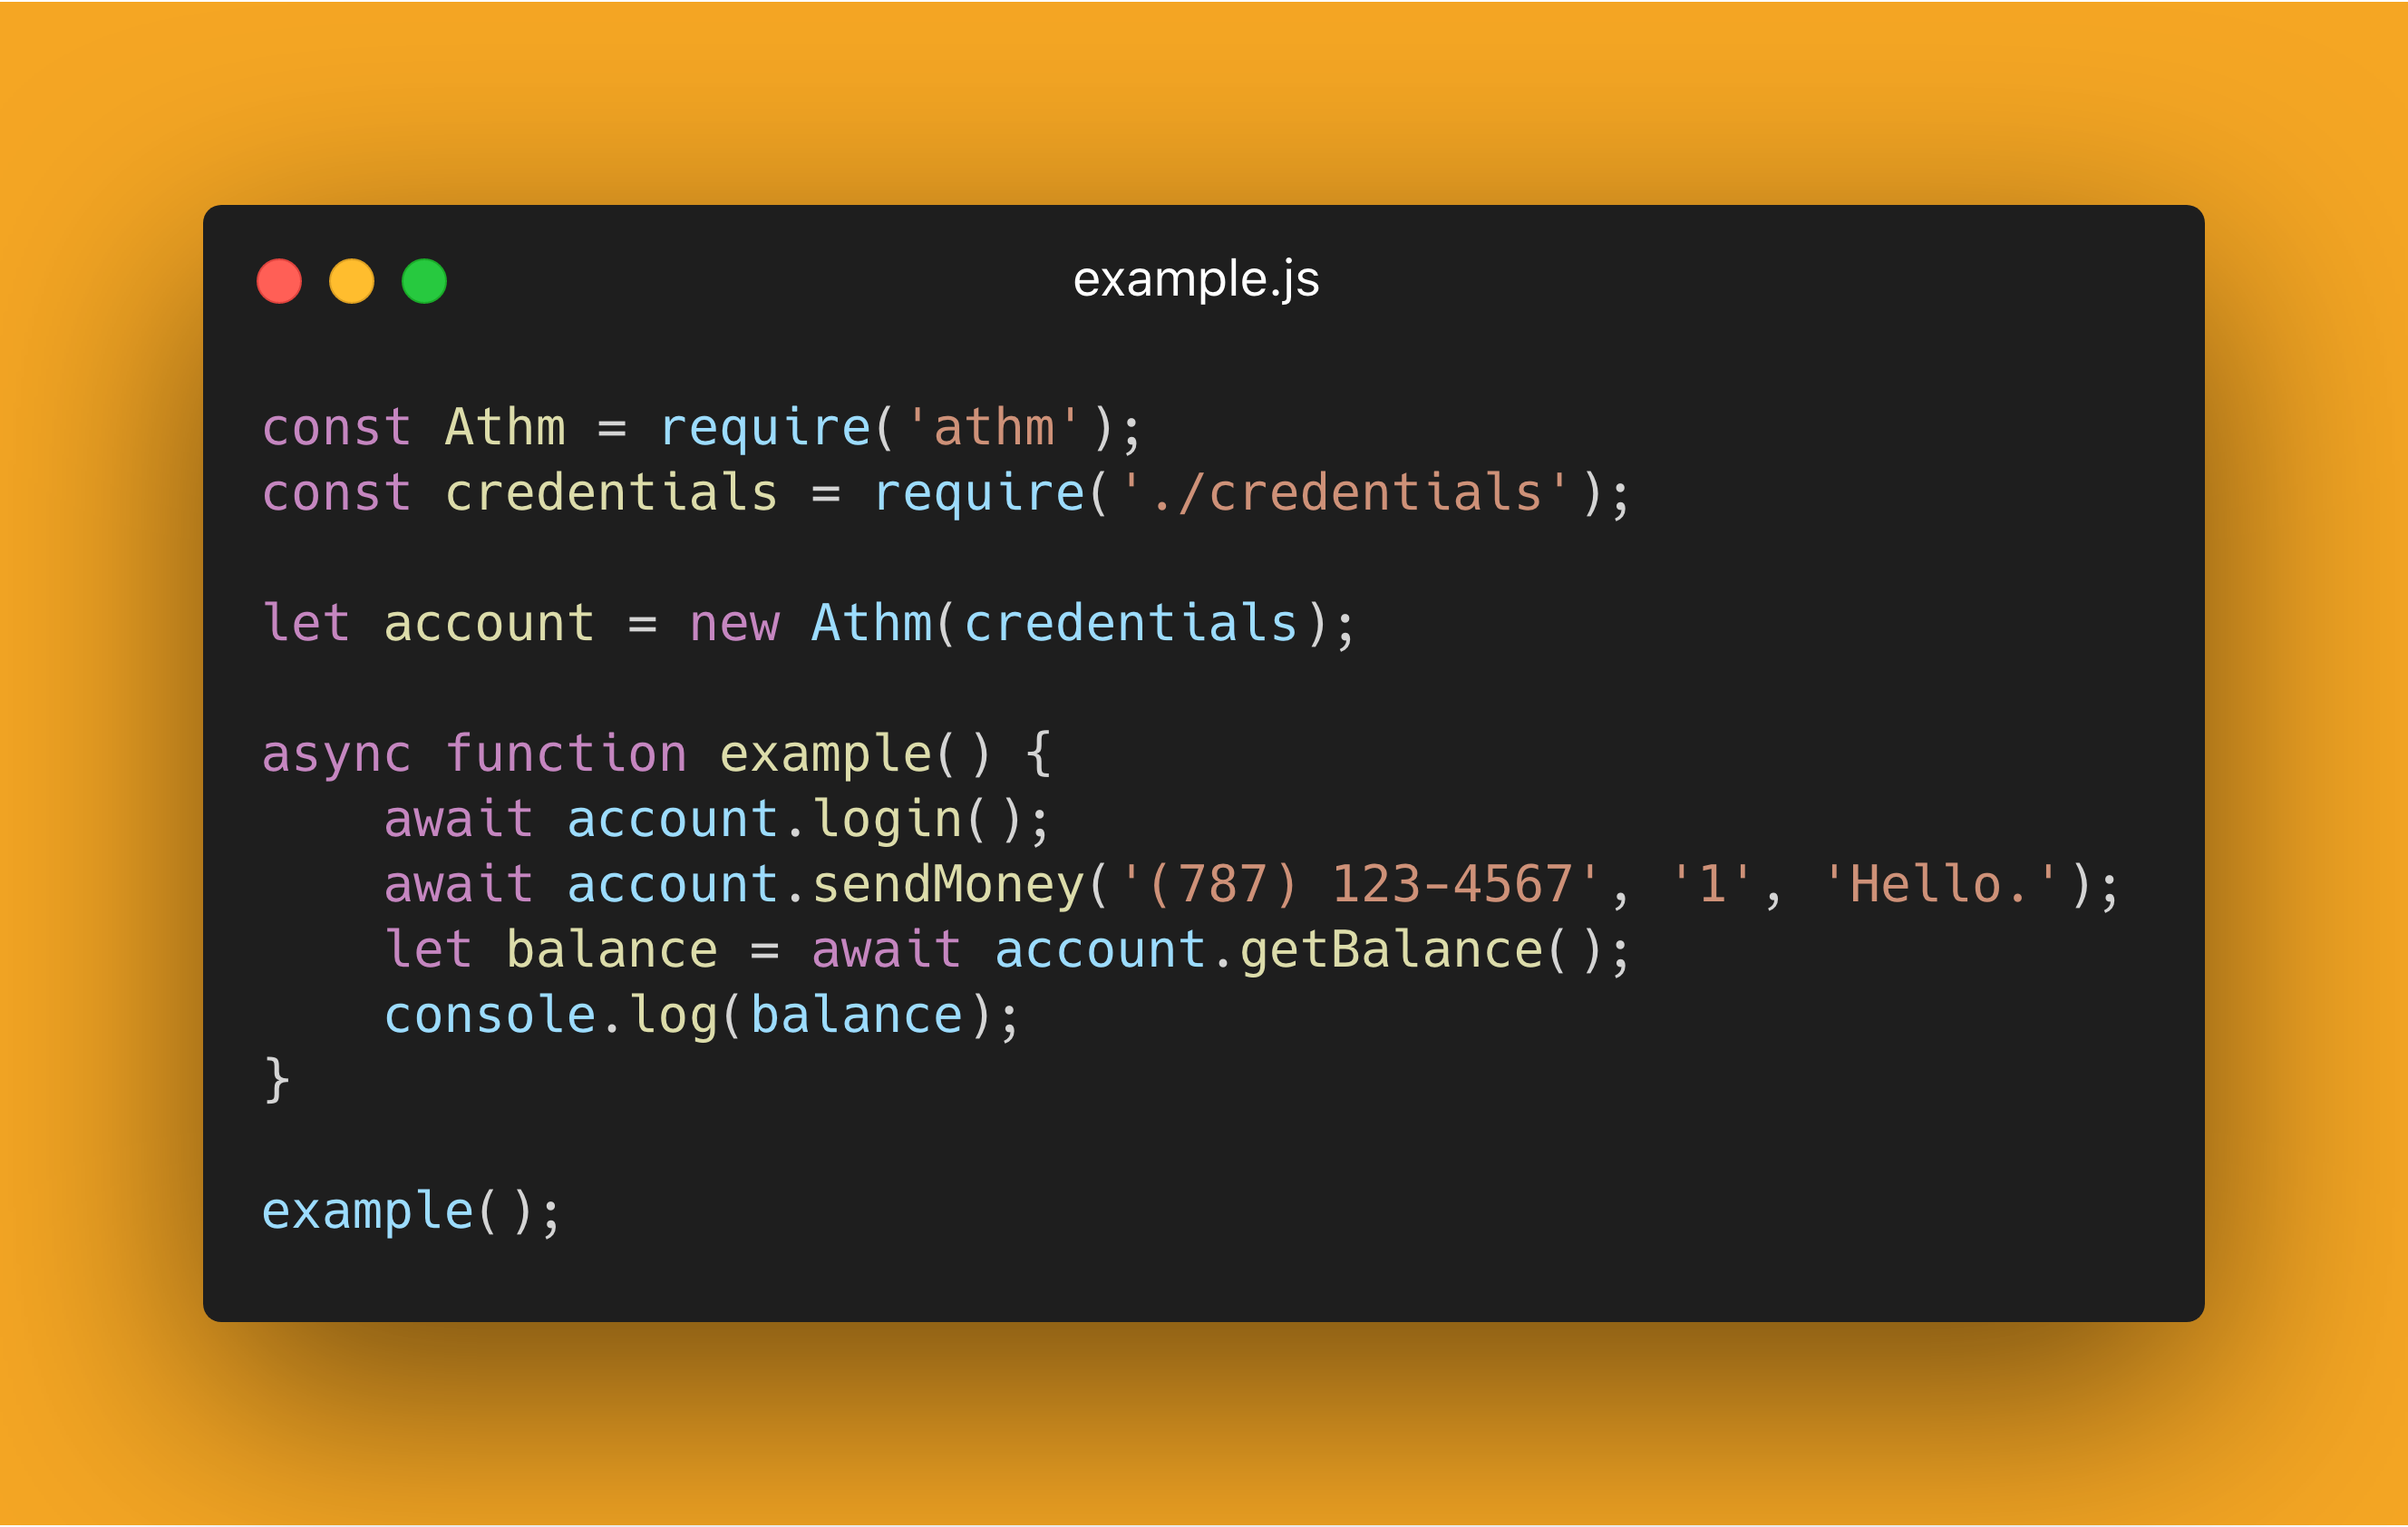 example.js
const Athm = require('athm');
const credentials = require('./credentials');
let account = new Athm(credentials);
async function example() {
    await account.login();
    await account.sendMoney('(787) 123-4567', '1', 'Hello.');
    let balance = await account.getBalance();
    console.log(balance);
}
example();